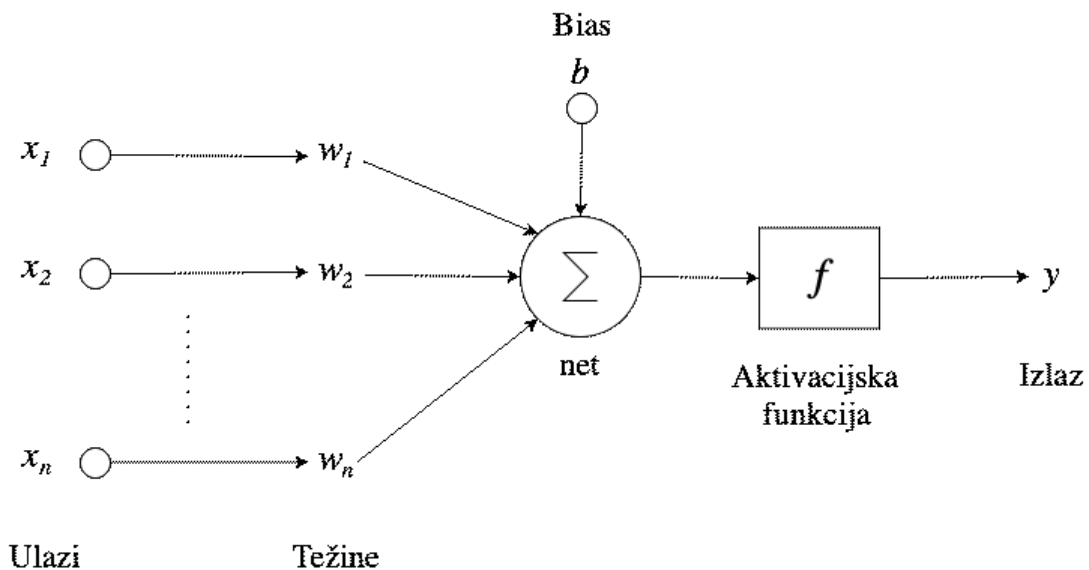 Bias
b
x₁ w₁
x₂ w₂ Σ f y
net
Aktivacijska
funkcija
Izlaz
xₙ wₙ
Ulazi Težine